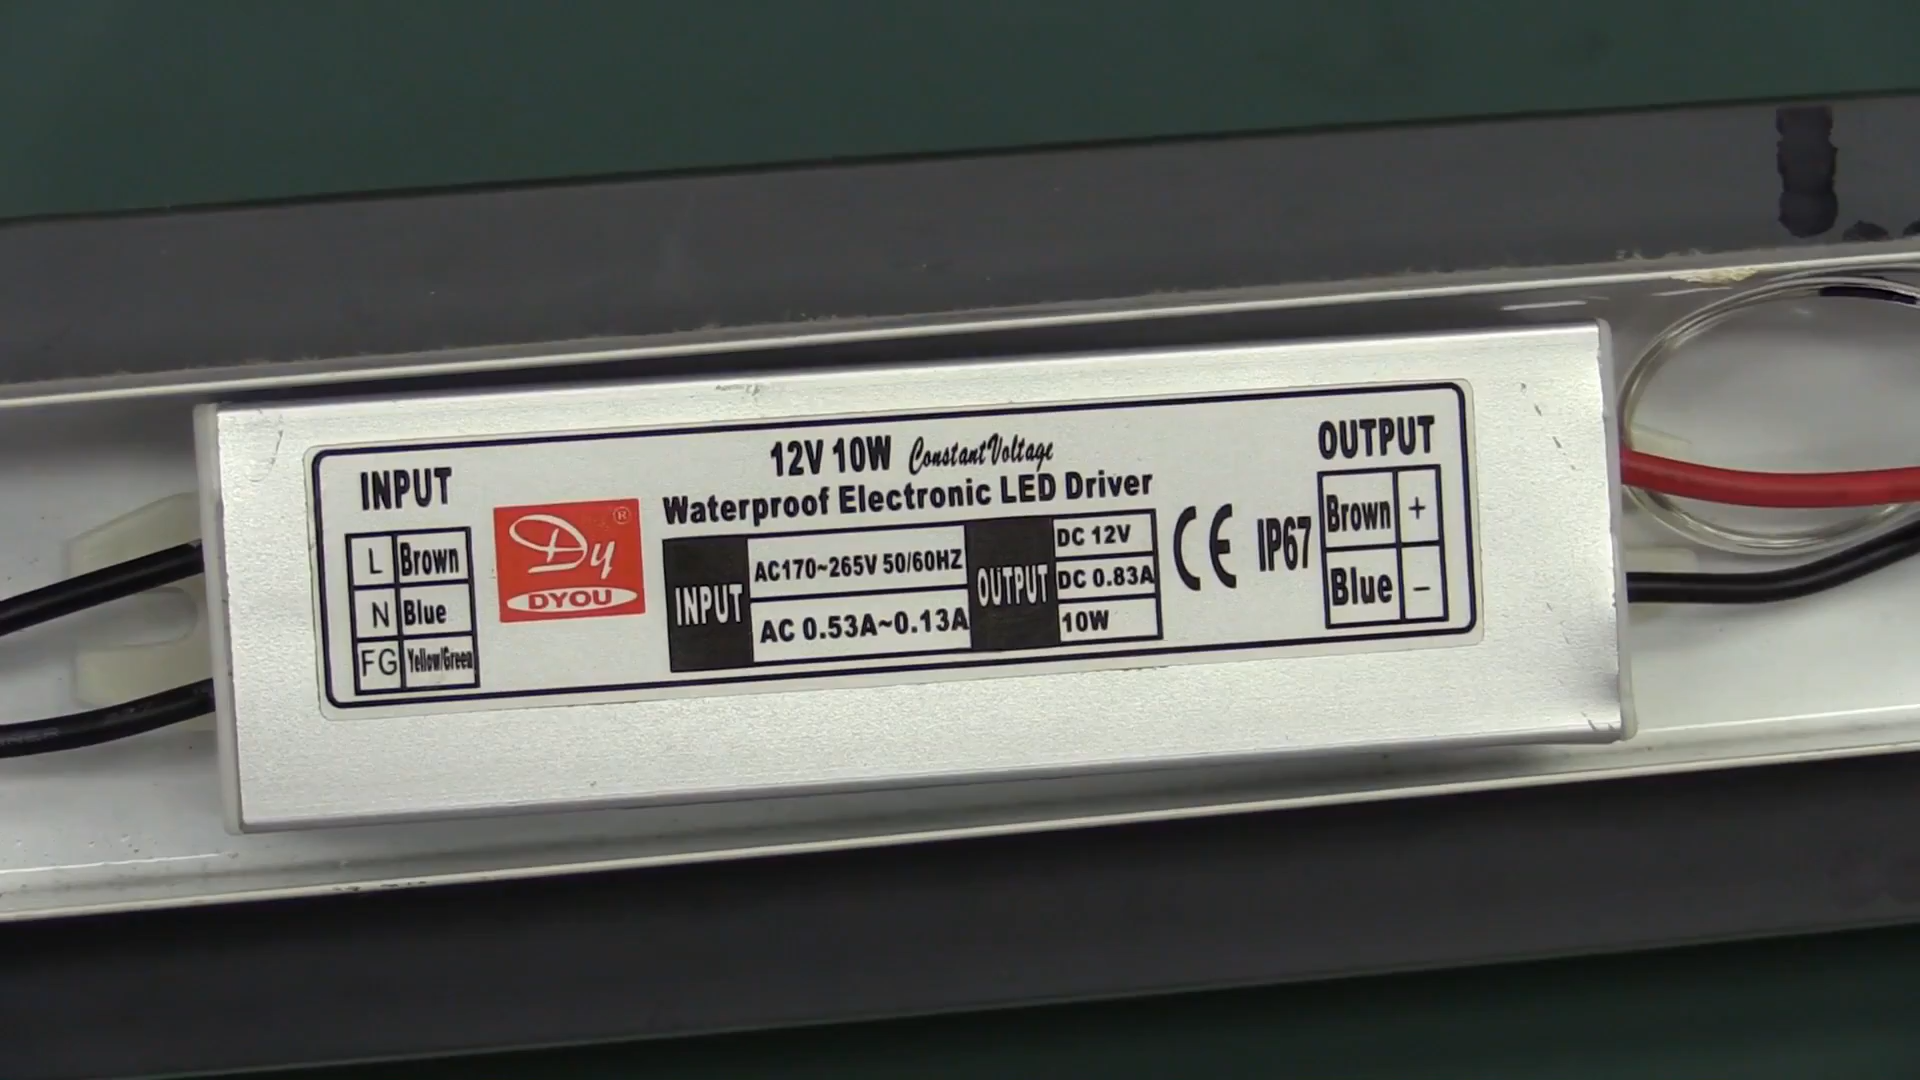 INPUT
L Brown
N Blue
FG Yellow/Green
Dy ®
DYOU
12V 10W Constant Voltage
Waterproof Electronic LED Driver
INPUT
AC170~265V 50/60HZ
AC 0.53A~0.13A
OUTPUT
DC 12V
DC 0.83A
10W
CE IP67
OUTPUT
Brown +
Blue −